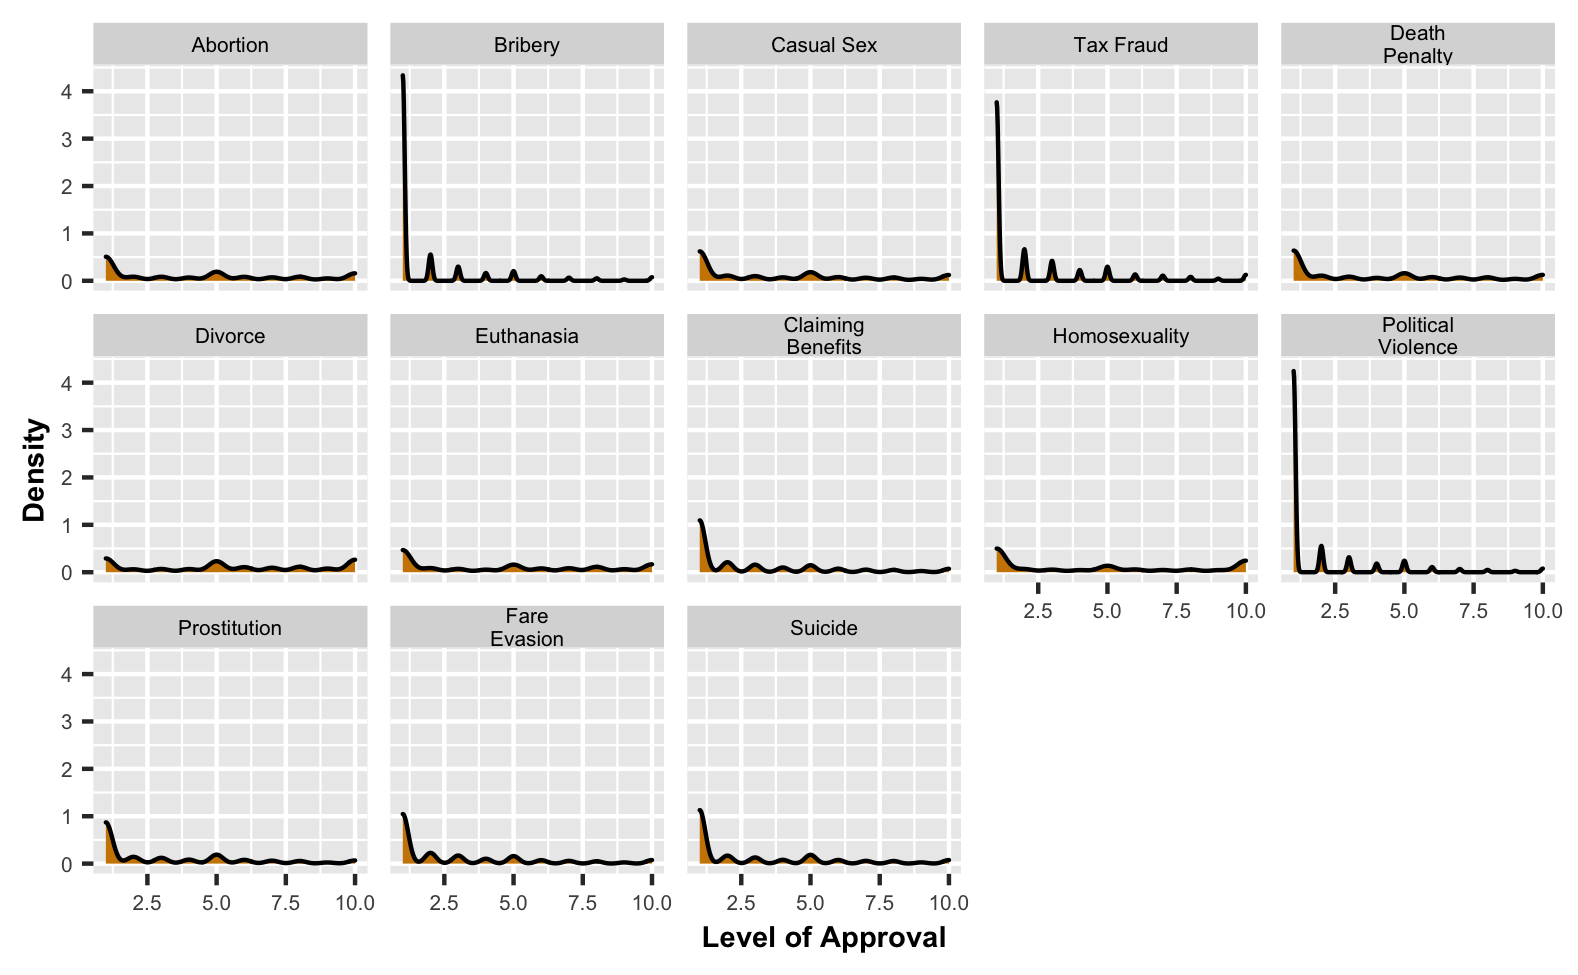 Abortion
Bribery
Casual Sex
Tax Fraud
Death
Penalty
4
3
2
1
0
Divorce
Euthanasia
Claiming
Benefits
Homosexuality
Political
Violence
4
3
2
1
0
2.5 5.0 7.5 10.0
2.5 5.0 7.5 10.0
Density
Prostitution
Fare
Evasion
Suicide
4
3
2
1
0
2.5 5.0 7.5 10.0
2.5 5.0 7.5 10.0
2.5 5.0 7.5 10.0
Level of Approval